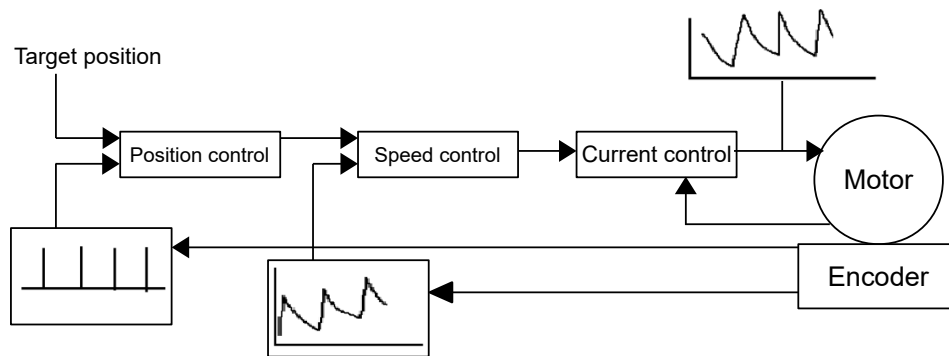 Target position
Position control
Speed control
Current control
Motor
Encoder